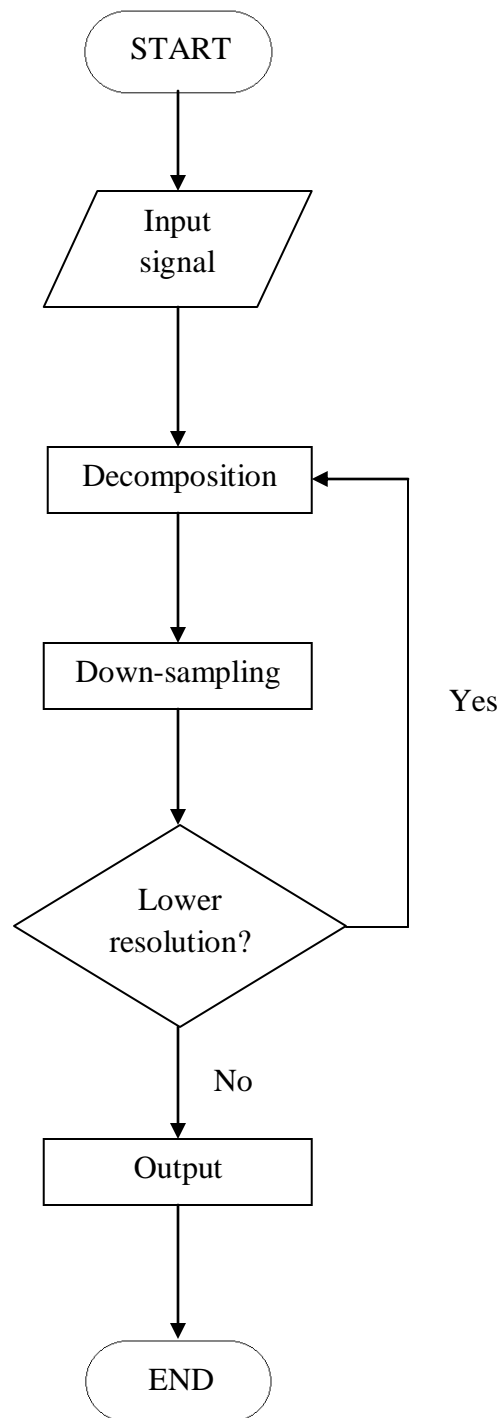 START
Input
signal
Decomposition
Down-sampling
Yes
Lower
resolution?
No
Output
END